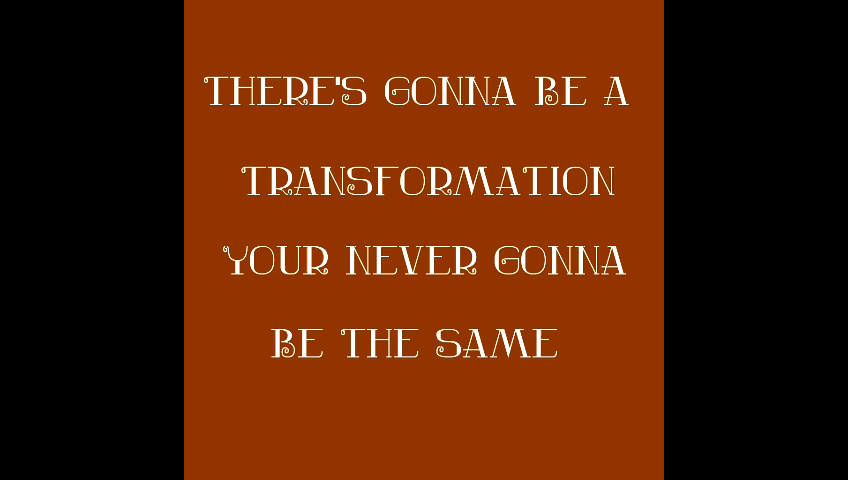 THERE'S GONNA BE A
TRANSFORMATION
YOUR NEVER GONNA
BE THE SAME